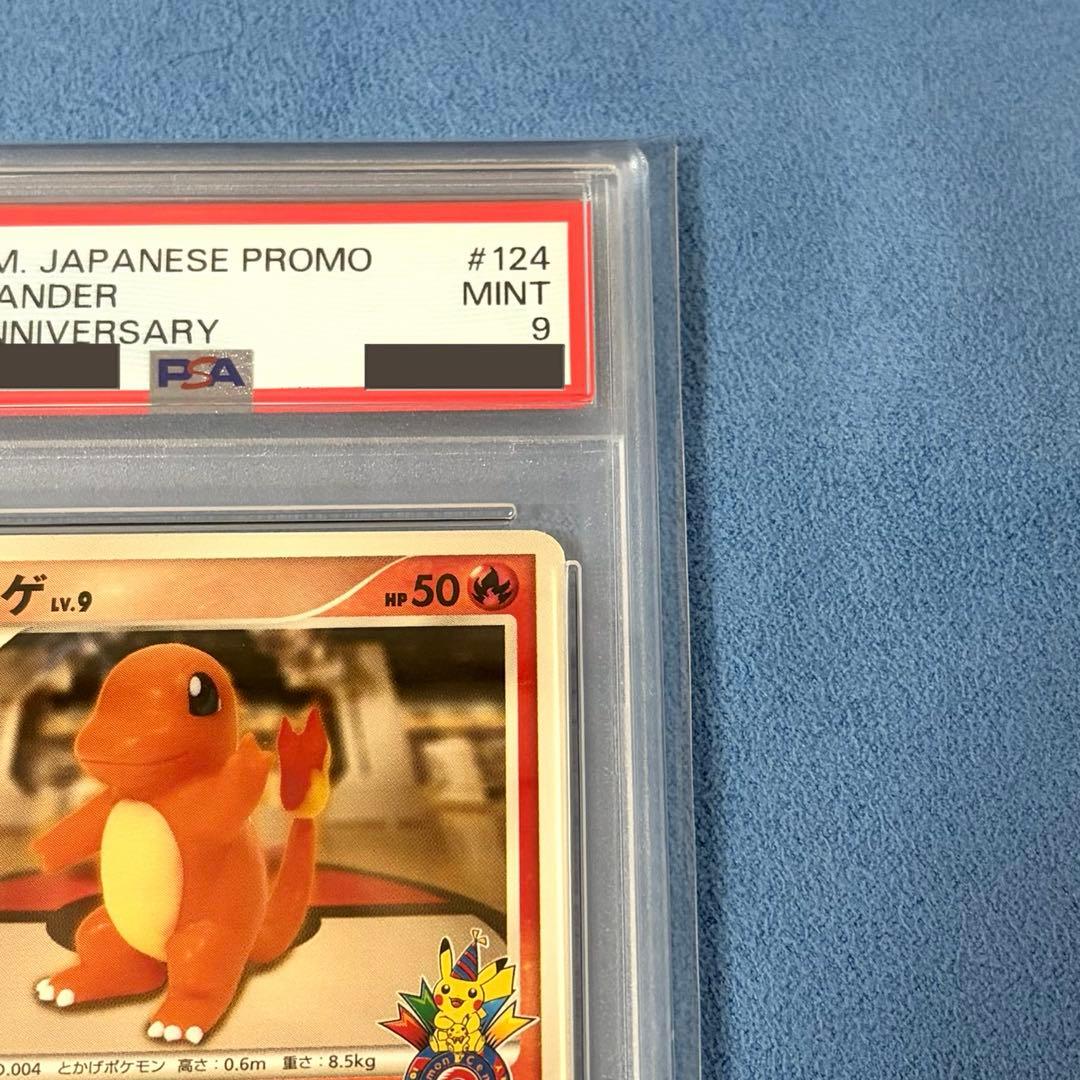 M. JAPANESE PROMO #124
ANDER MINT
NNIVERSARY 9
PSA
ゲ LV.9 HP 50
O.004 とかげポケモン 高さ:0.6m 重さ:8.5kg